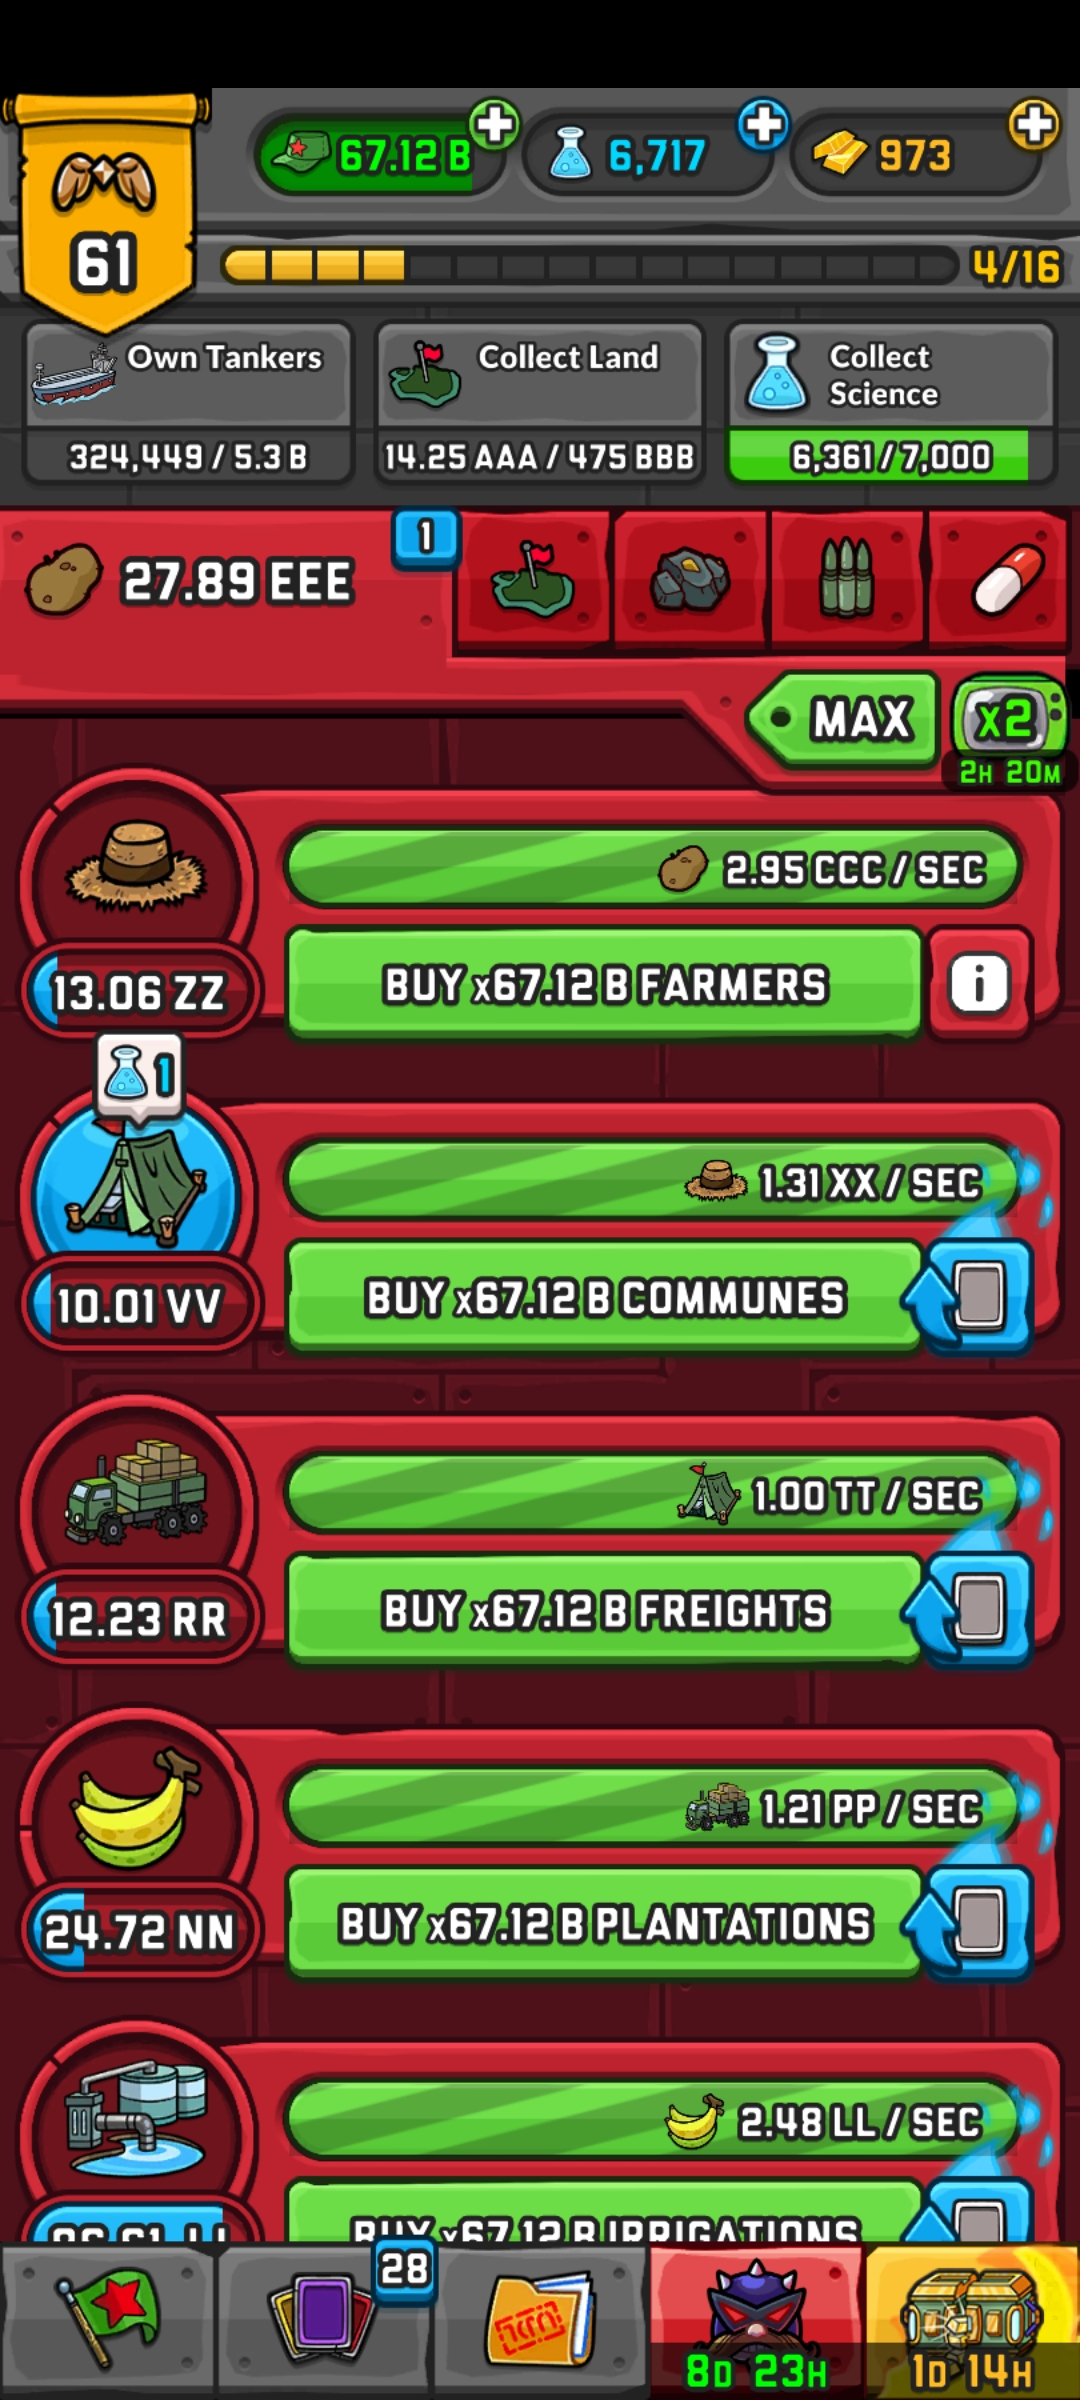 67.12 B
6,717
973
61
4/16
Own Tankers
324,449 / 5.3 B
Collect Land
14.25 AAA / 475 BBB
Collect
Science
6,361 / 7,000
27.89 EEE
1
MAX
x2
2H 20M
2.95 CCC / SEC
13.06 ZZ
BUY x67.12 B FARMERS
i
1
1.31 XX / SEC
10.01 VV
BUY x67.12 B COMMUNES
1.00 TT / SEC
12.23 RR
BUY x67.12 B FREIGHTS
1.21 PP / SEC
24.72 NN
BUY x67.12 B PLANTATIONS
2.48 LL / SEC
BUY x67.12 B IRRIGATIONS
28
8D 23H
1D 14H